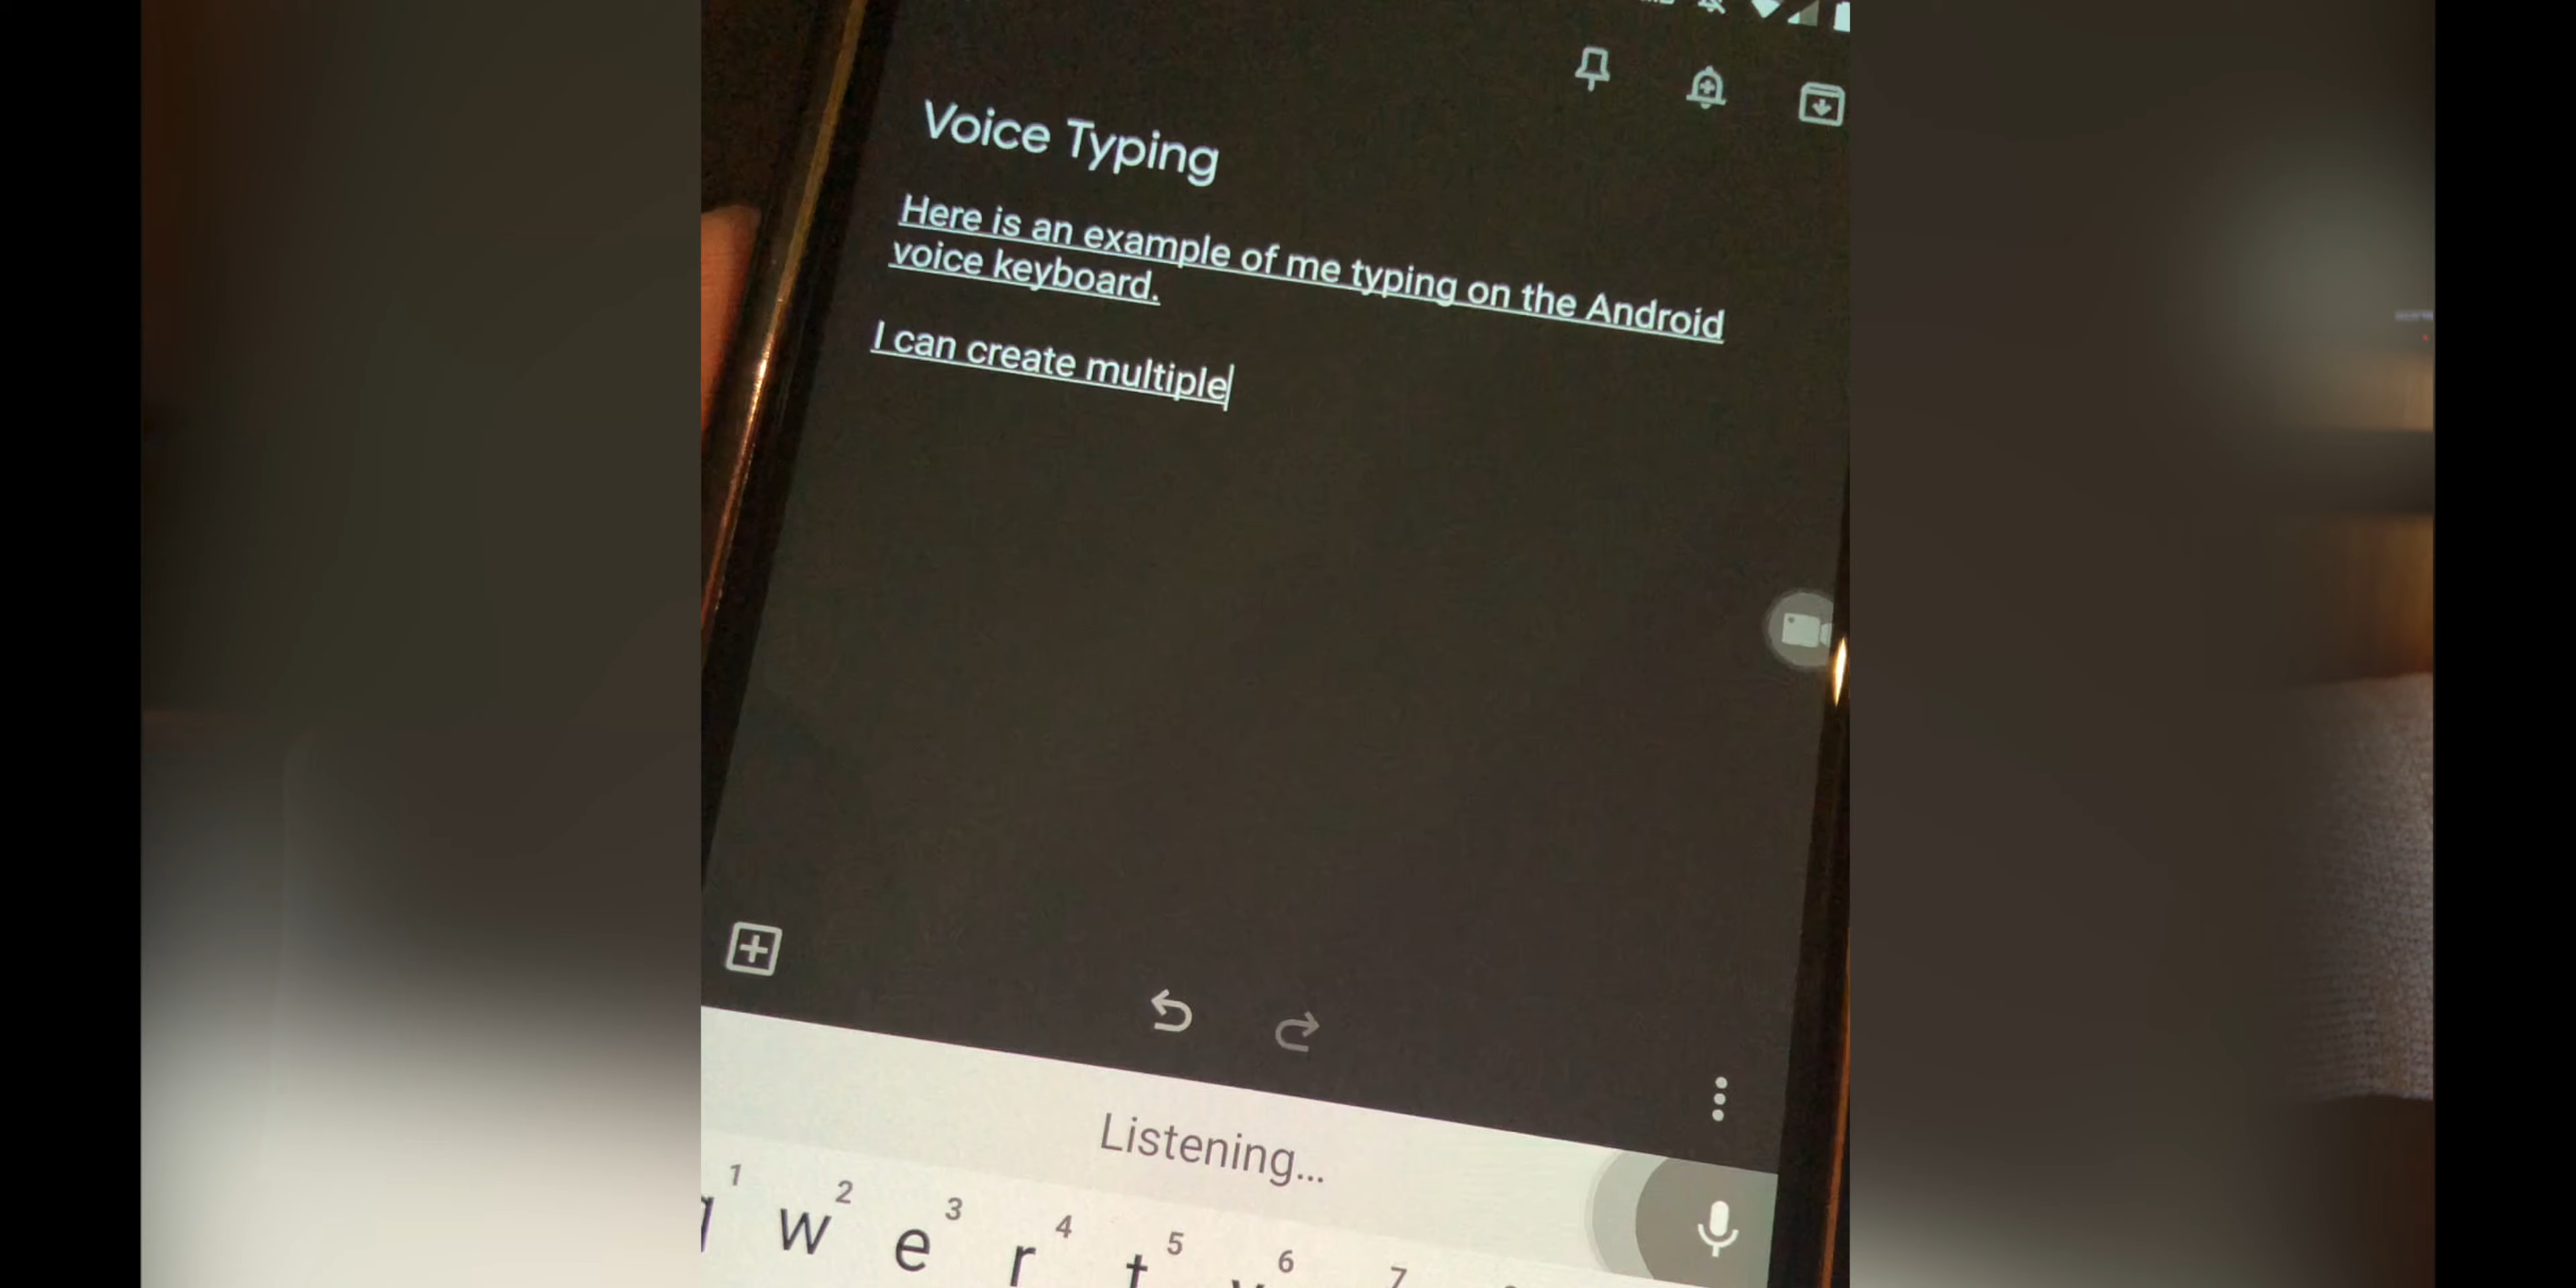 Voice Typing
Here is an example of me typing on the Android
voice keyboard.
I can create multiple
Listening...
1 2 3 4 5 6 7
w e r t